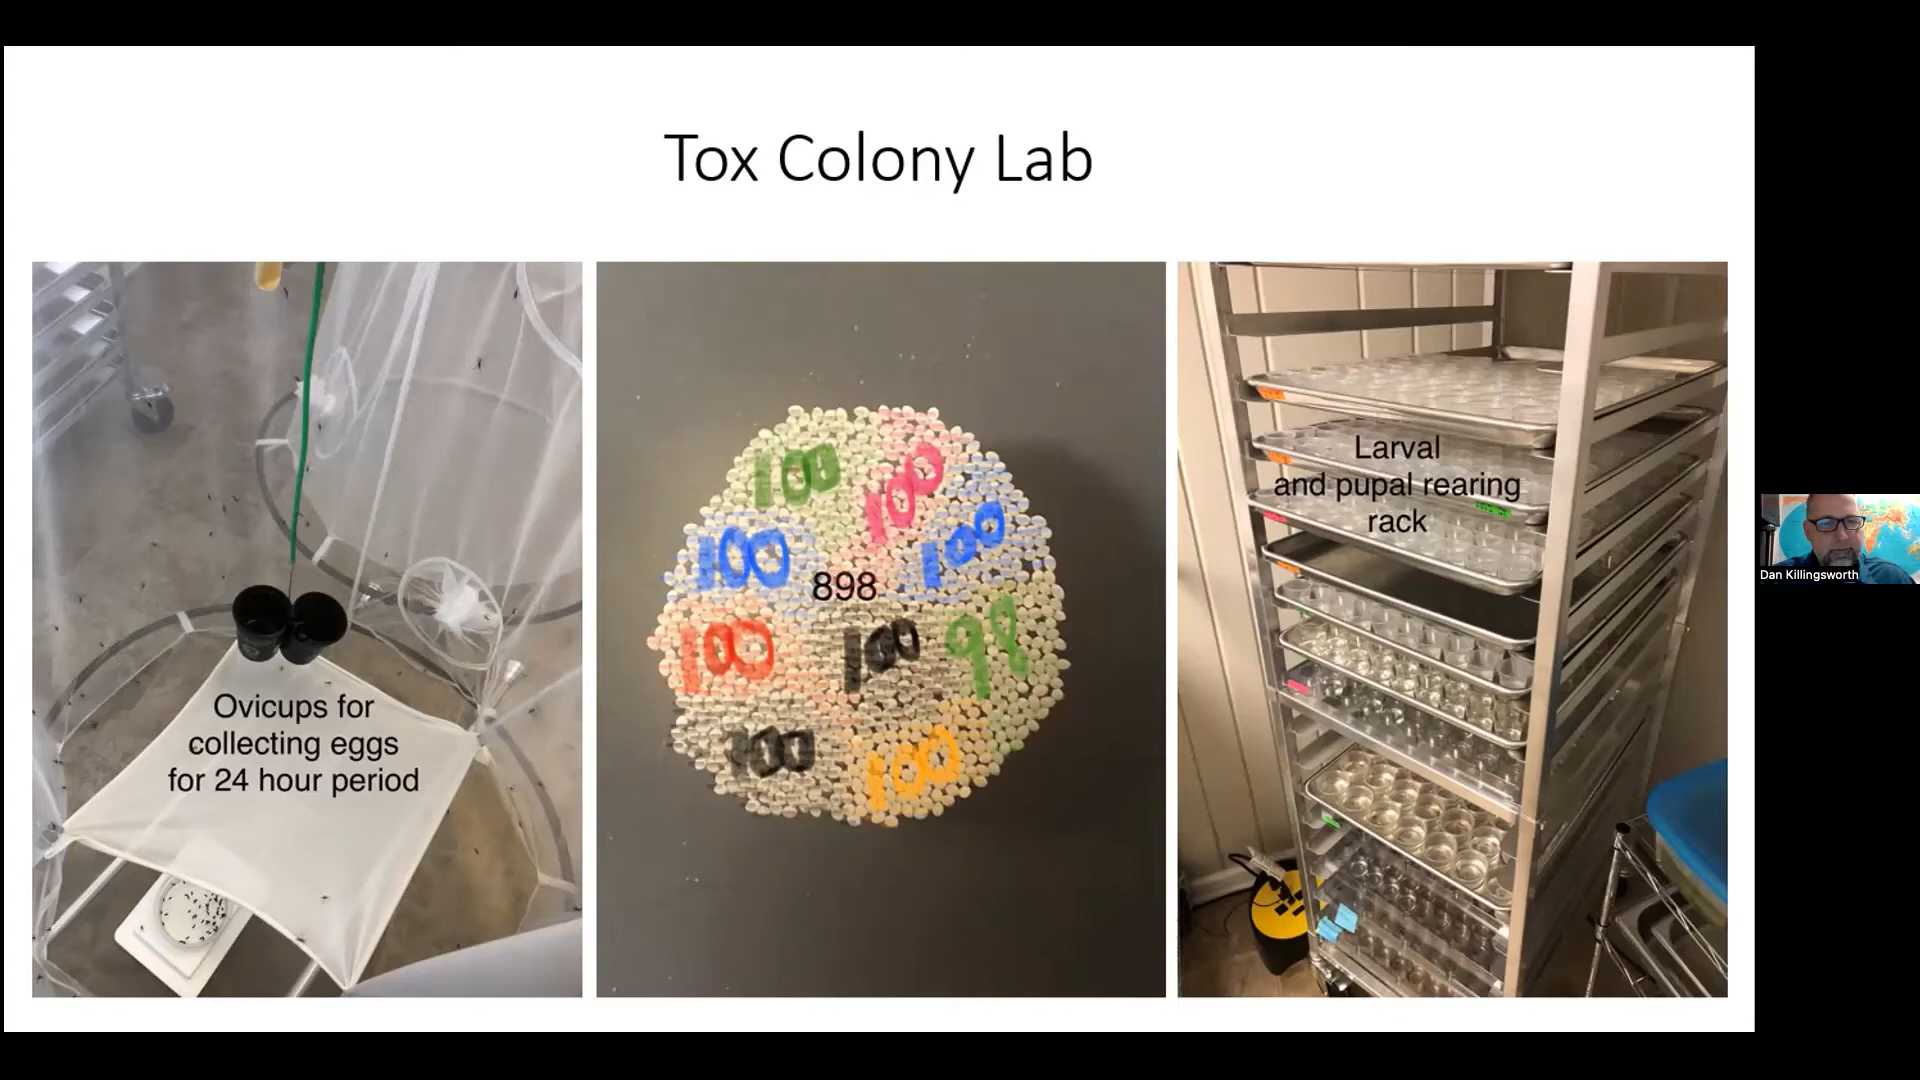 Tox Colony Lab
Ovicups for
collecting eggs
for 24 hour period
100
100
100
100
898
100
100
98
100
100
Larval
and pupal rearing
rack
Dan Killingsworth